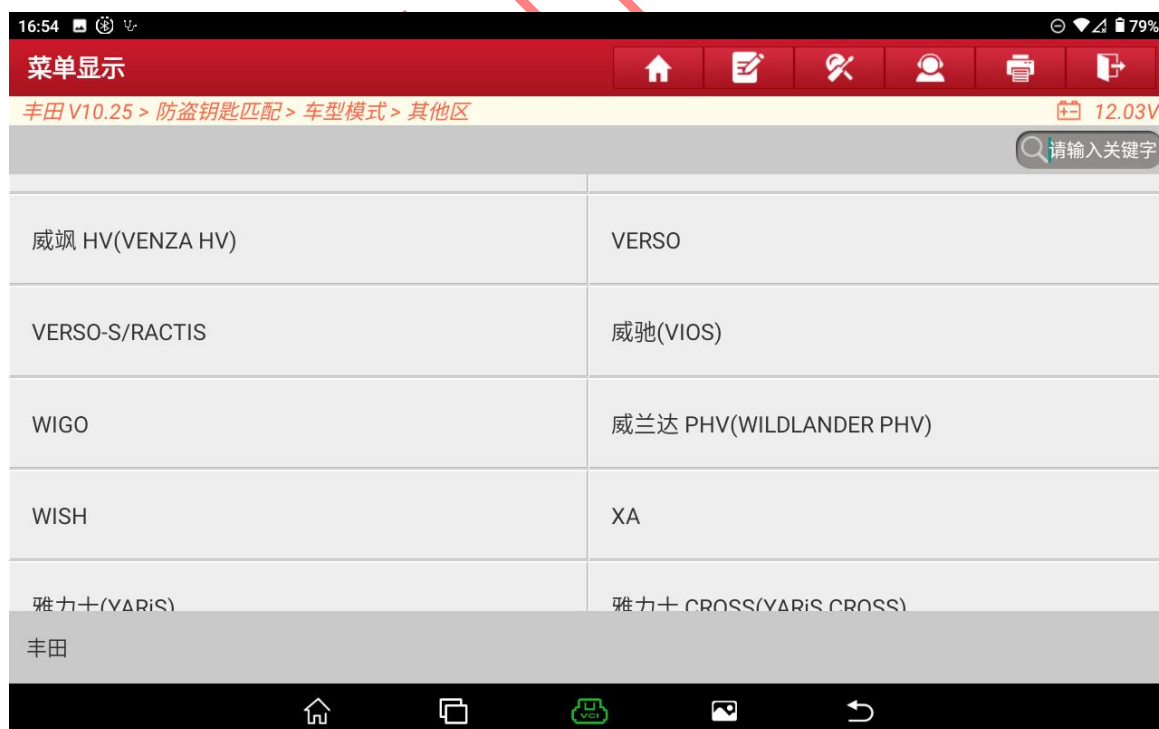 16:54 79%
菜单显示
丰田 V10.25 > 防盗钥匙匹配 > 车型模式 > 其他区 12.03V
请输入关键字
威飒 HV(VENZA HV) VERSO
VERSO-S/RACTIS 威驰(VIOS)
WIGO 威兰达 PHV(WILDLANDER PHV)
WISH XA
雅力士(YARiS) 雅力士 CROSS(YARiS CROSS)
丰田
VCI